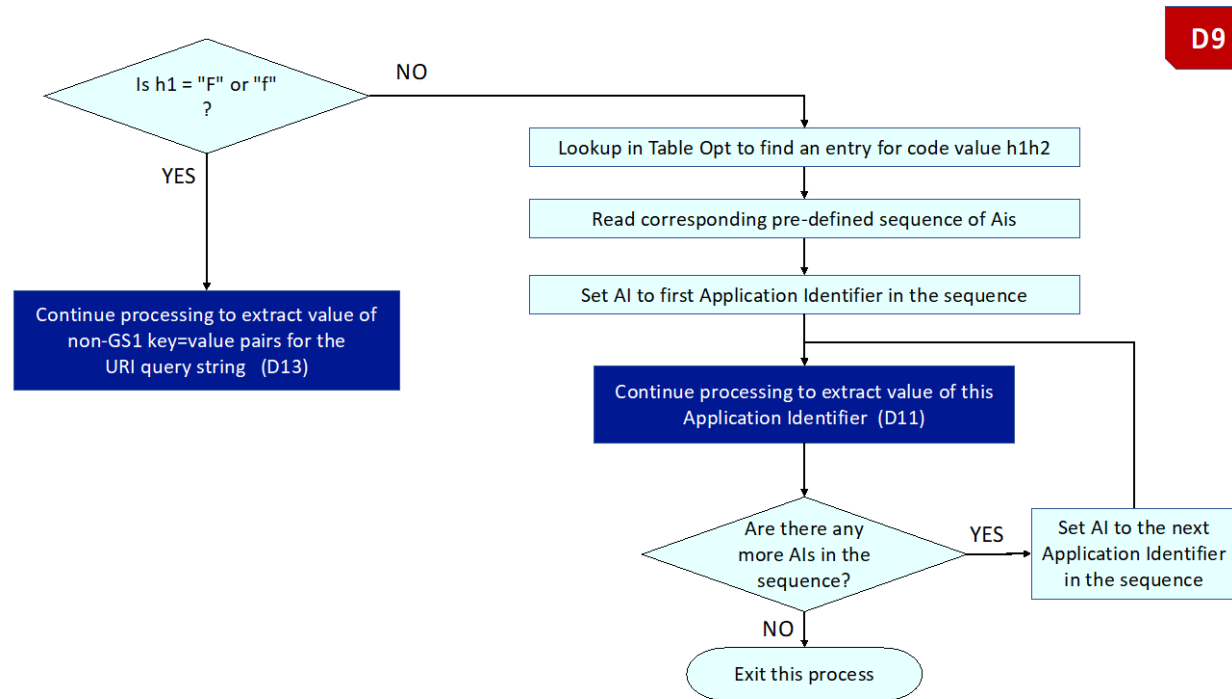 D9
Is h1 = "F" or "f"
?
NO
YES
Lookup in Table Opt to find an entry for code value h1h2
Read corresponding pre-defined sequence of Ais
Set AI to first Application Identifier in the sequence
Continue processing to extract value of
non-GS1 key=value pairs for the
URI query string (D13)
Continue processing to extract value of this
Application Identifier (D11)
Are there any
more AIs in the
sequence?
YES
Set AI to the next
Application Identifier
in the sequence
NO
Exit this process